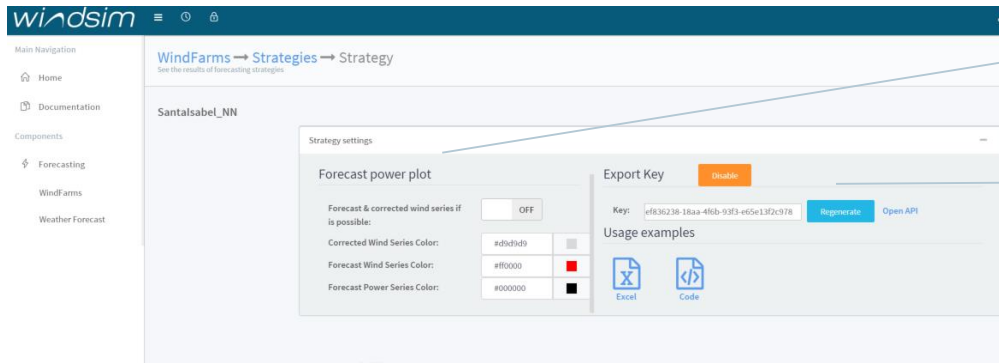 windsim
Main Navigation
Home
Documentation
Components
Forecasting
WindFarms
Weather Forecast
WindFarms → Strategies → Strategy
See the results of forecasting strategies
SantaIsabel_NN
Strategy settings
Forecast power plot
Forecast & corrected wind series if
is possible:
OFF
Corrected Wind Series Color:
#d9d9d9
Forecast Wind Series Color:
#ff0000
Forecast Power Series Color:
#000000
Export Key
Disable
Key:
ef836238-18aa-4f6b-93f3-e65e13f2c978
Regenerate
Open API
Usage examples
X
Excel
</>
Code